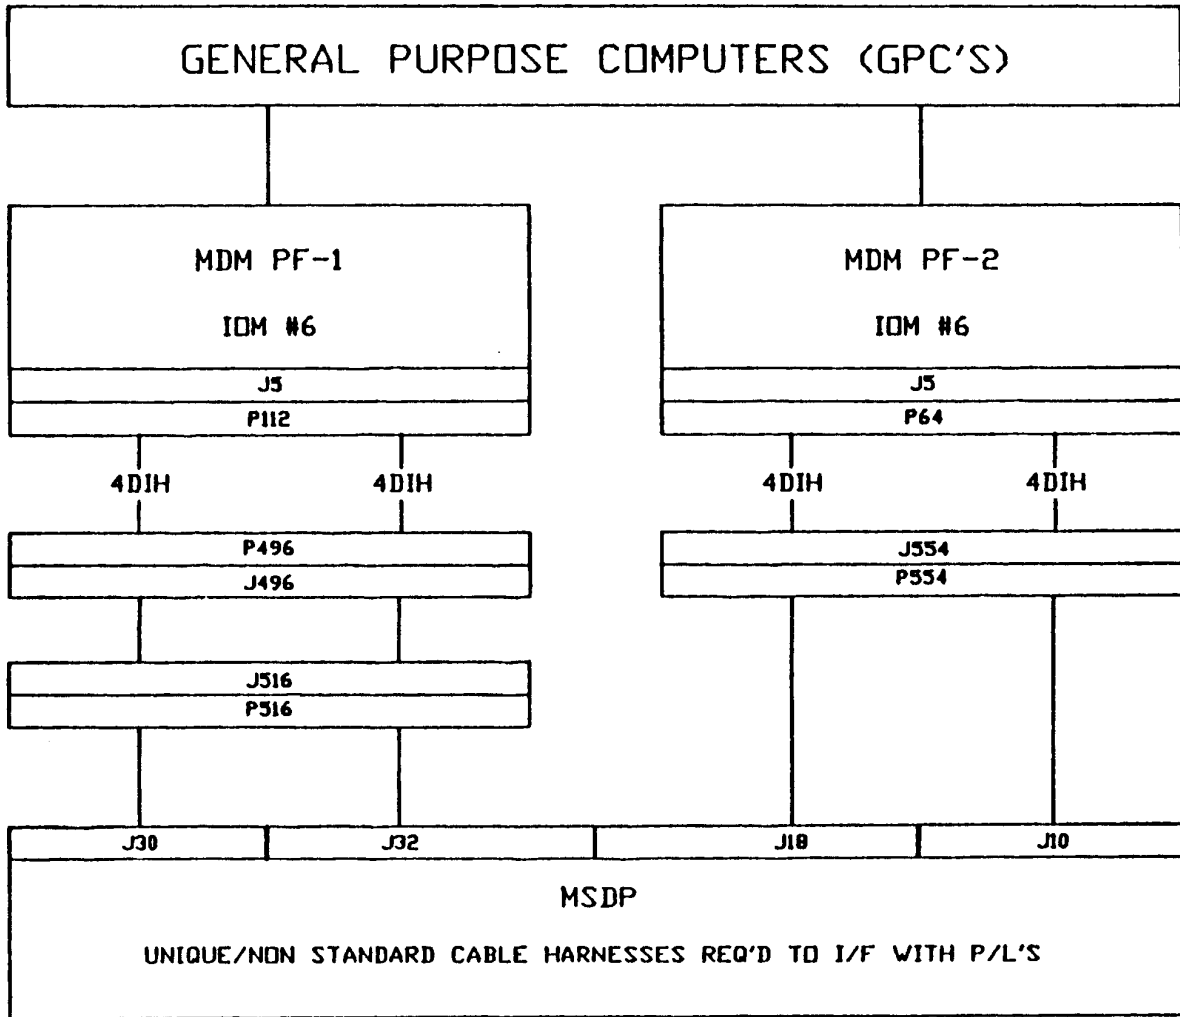 GENERAL PURPOSE COMPUTERS (GPC'S)
MDM PF-1
IOM #6
J5
P112
MDM PF-2
IOM #6
J5
P64
4DIH 4DIH 4DIH 4DIH
P496
J496
J554
P554
J516
P516
J30 J32 J18 J10
MSDP
UNIQUE/NON STANDARD CABLE HARNESSES REQ'D TO I/F WITH P/L'S